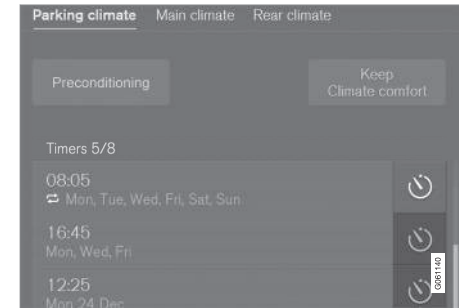 Parking climate Main climate Rear climate
Preconditioning
Keep
Climate comfort
Timers 5/8
08:05
Mon, Tue, Wed, Fri, Sat, Sun
16:45
Mon, Wed, Fri
12:25
Mon 24 Dec
G061140